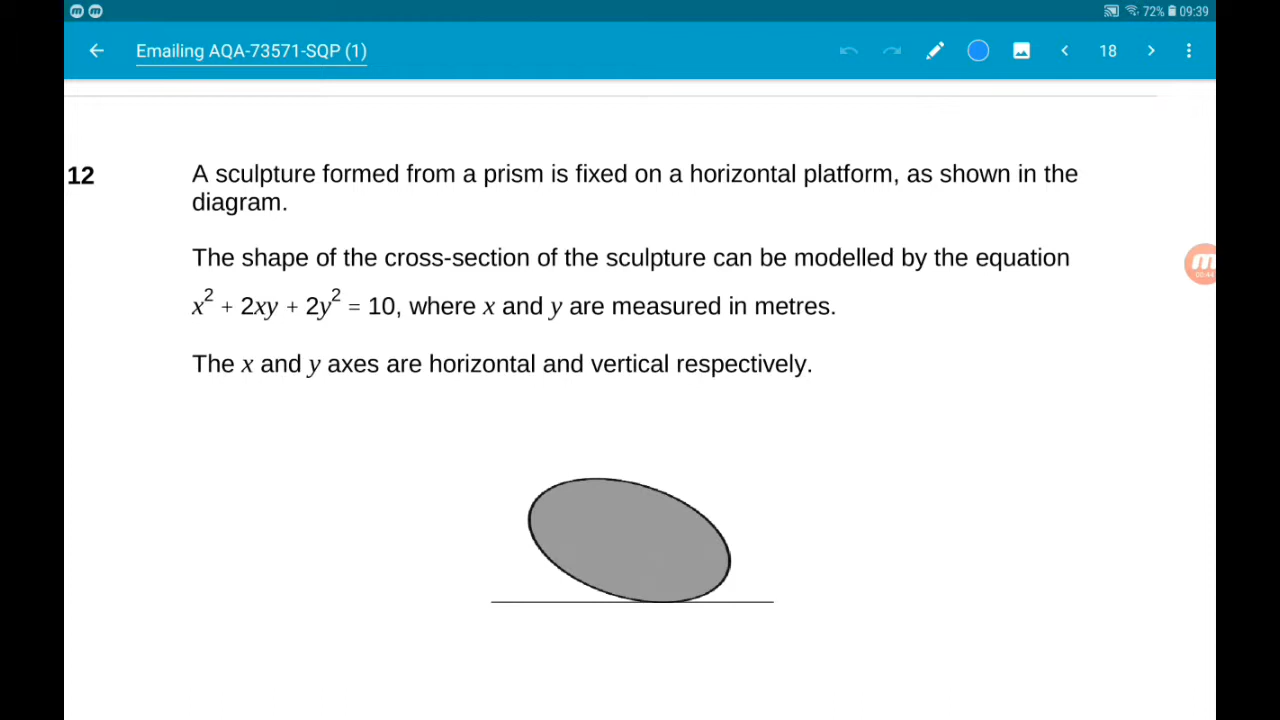 72% 09:39
Emailing AQA-73571-SQP (1)
18
12
A sculpture formed from a prism is fixed on a horizontal platform, as shown in the
diagram.
The shape of the cross-section of the sculpture can be modelled by the equation
x² + 2xy + 2y² = 10, where x and y are measured in metres.
The x and y axes are horizontal and vertical respectively.